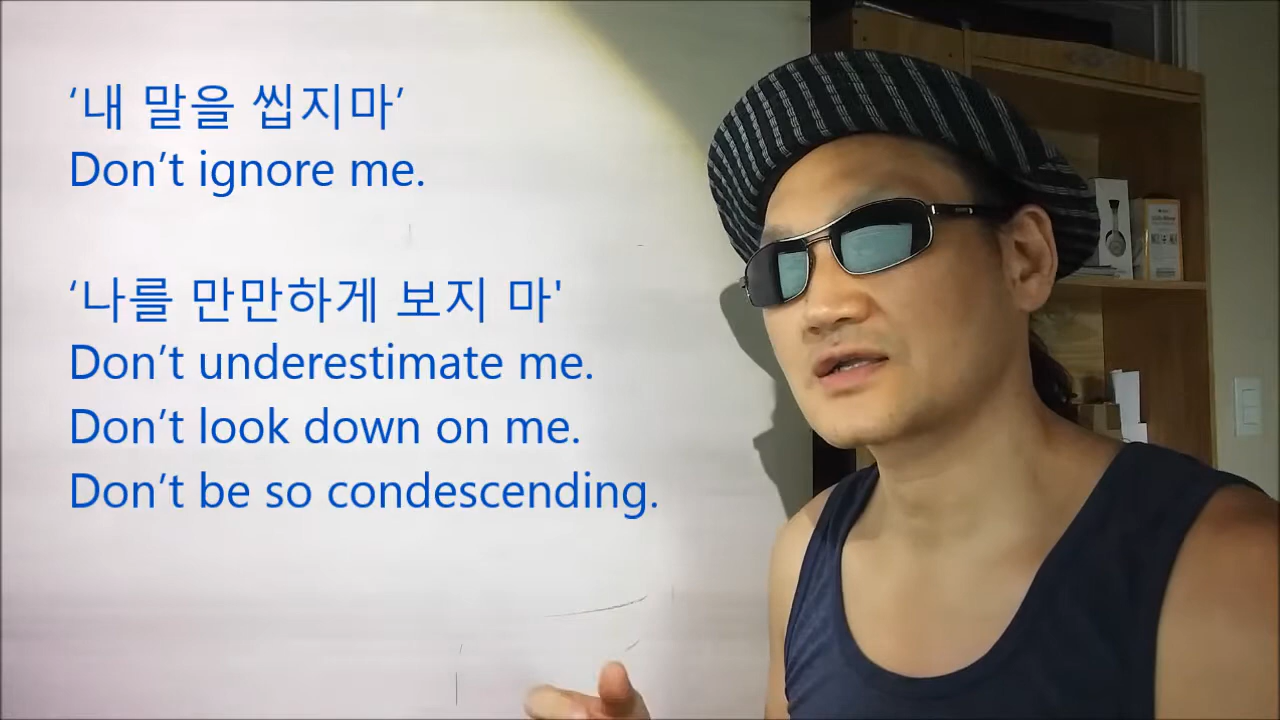 ‘내 말을 씹지마’
Don’t ignore me.
‘나를 만만하게 보지 마'
Don’t underestimate me.
Don’t look down on me.
Don’t be so condescending.